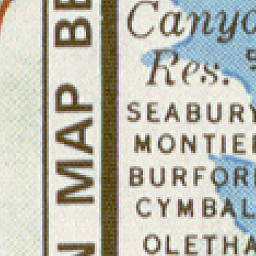 Canyo
Res.
SEABURY
MONTIE
BURFOR
CYMBAL
OLETHA
MAP BE
N